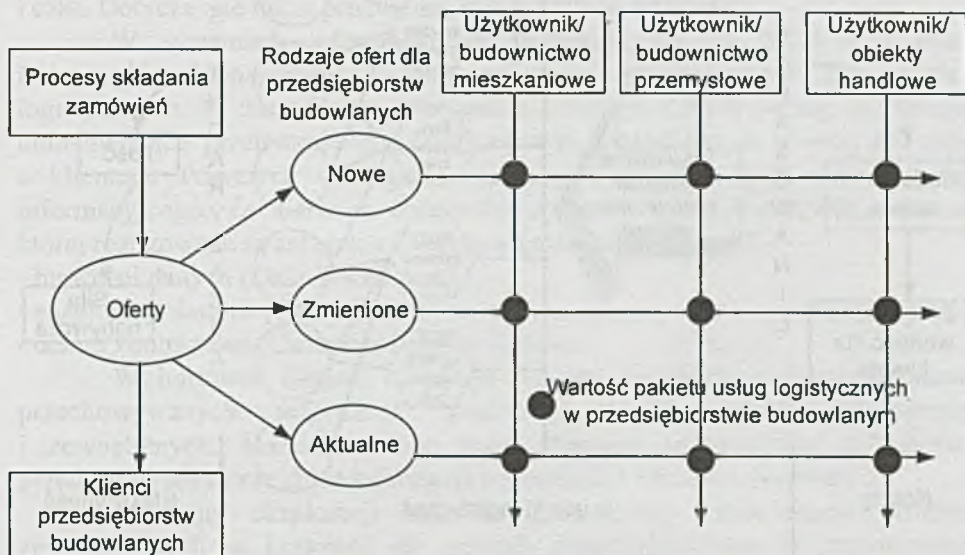 Procesy składania
zamówień
Rodzaje ofert dla
przedsiębiorstw
budowlanych
Użytkownik/
budownictwo
mieszkaniowe
Użytkownik/
budownictwo
przemysłowe
Użytkownik/
obiekty
handlowe
Nowe
Oferty
Zmienione
Wartość pakietu usług logistycznych
w przedsiębiorstwie budowlanym
Aktualne
Klienci
przedsiębiorstw
budowlanych